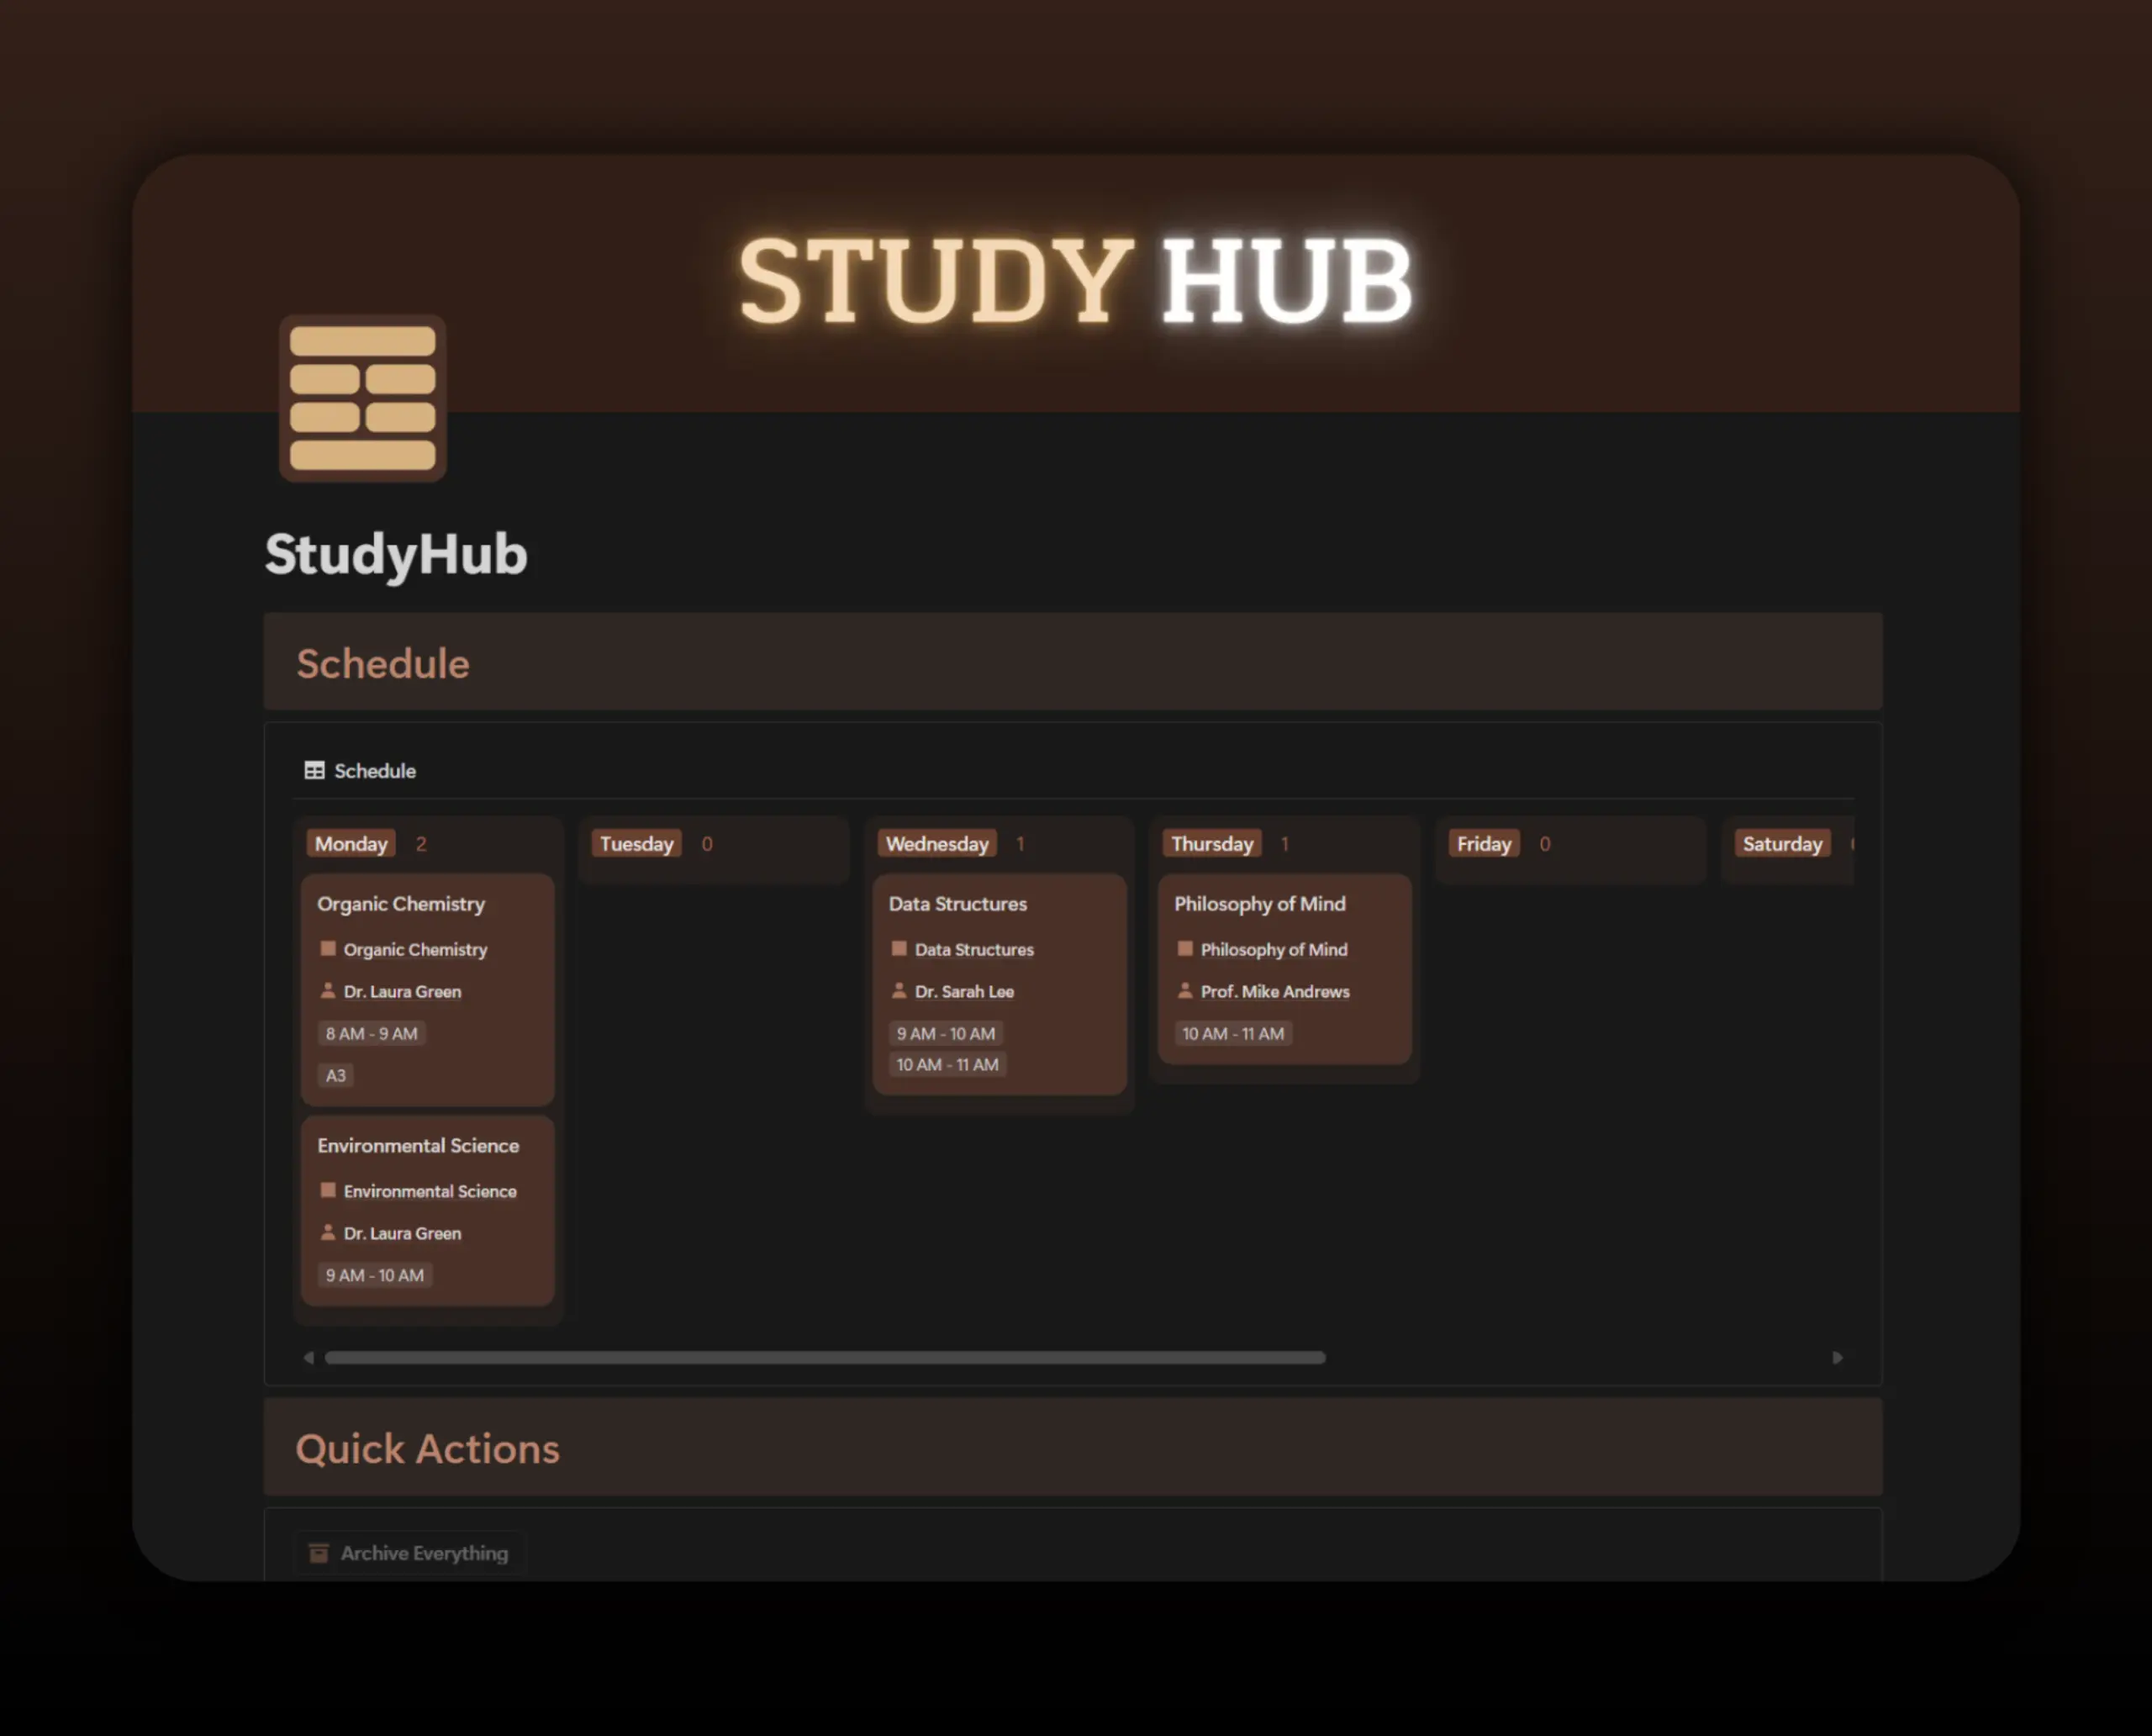 STUDY HUB
StudyHub
Schedule
Schedule
Monday 2
Organic Chemistry
Organic Chemistry
Dr. Laura Green
8 AM - 9 AM
A3
Environmental Science
Environmental Science
Dr. Laura Green
9 AM - 10 AM
Tuesday 0
Wednesday 1
Data Structures
Data Structures
Dr. Sarah Lee
9 AM - 10 AM
10 AM - 11 AM
Thursday 1
Philosophy of Mind
Philosophy of Mind
Prof. Mike Andrews
10 AM - 11 AM
Friday 0
Saturday
Quick Actions
Archive Everything